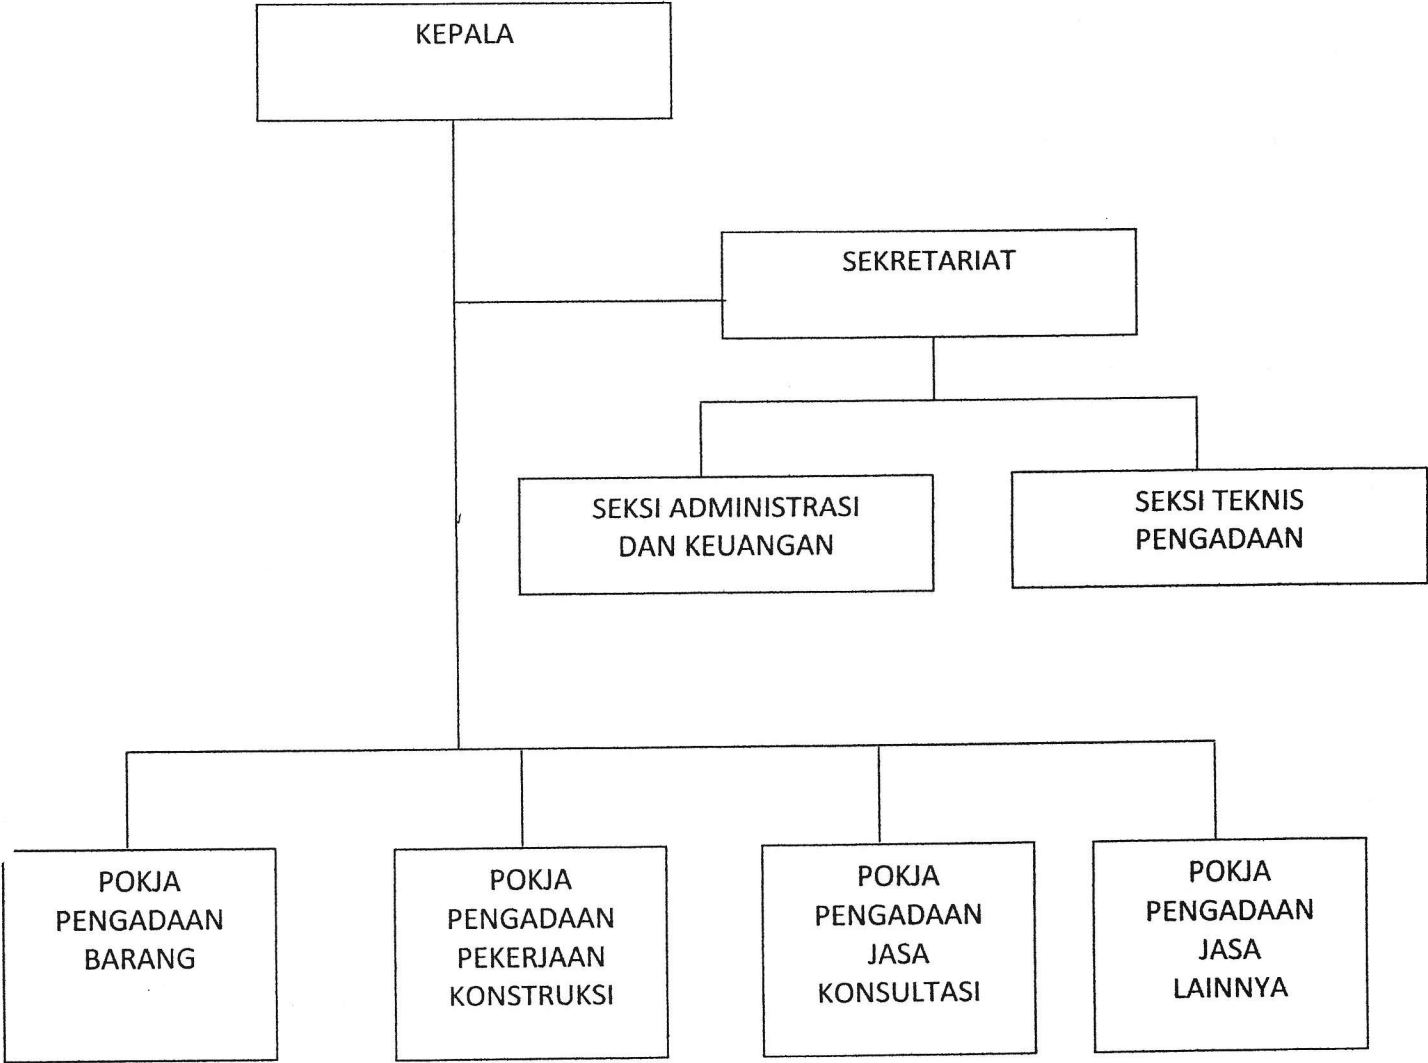 KEPALA
SEKRETARIAT
SEKSI ADMINISTRASI
DAN KEUANGAN
SEKSI TEKNIS
PENGADAAN
POKJA
PENGADAAN
BARANG
POKJA
PENGADAAN
PEKERJAAN
KONSTRUKSI
POKJA
PENGADAAN
JASA
KONSULTASI
POKJA
PENGADAAN
JASA
LAINNYA